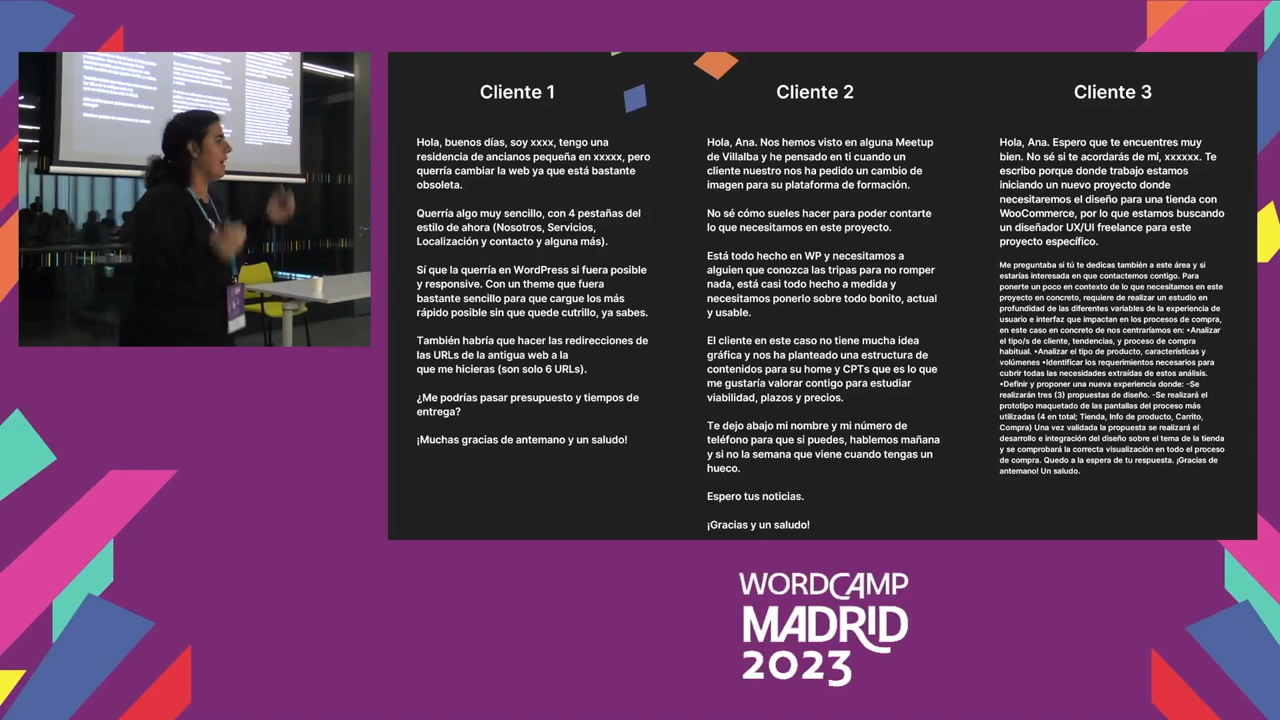 Cliente 1
Hola, buenos días, soy xxxx, tengo una
residencia de ancianos pequeña en xxxxx, pero
querría cambiar la web ya que está bastante
obsoleta.
Querría algo muy sencillo, con 4 pestañas del
estilo de ahora (Nosotros, Servicios,
Localización y contacto y alguna más).
Sí que la querría en WordPress si fuera posible
y responsive. Con un theme que fuera
bastante sencillo para que cargue los más
rápido posible sin que quede cutrillo, ya sabes.
También habría que hacer las redirecciones de
las URLs de la antigua web a la
que me hicieras (son solo 6 URLs).
¿Me podrías pasar presupuesto y tiempos de
entrega?
¡Muchas gracias de antemano y un saludo!
Cliente 2
Hola, Ana. Nos hemos visto en alguna Meetup
de Villalba y he pensado en ti cuando un
cliente nuestro nos ha pedido un cambio de
imagen para su plataforma de formación.
No sé cómo sueles hacer para poder contarte
lo que necesitamos en este proyecto.
Está todo hecho en WP y necesitamos a
alguien que conozca las tripas para no romper
nada, está casi todo hecho a medida y
necesitamos ponerlo sobre todo bonito, actual
y usable.
El cliente en este caso no tiene mucha idea
gráfica y nos ha planteado una estructura de
contenidos para su home y CPTs que es lo que
me gustaría valorar contigo para estudiar
viabilidad, plazos y precios.
Te dejo abajo mi nombre y mi número de
teléfono para que si puedes, hablemos mañana
y si no la semana que viene cuando tengas un
hueco.
Espero tus noticias.
¡Gracias y un saludo!
Cliente 3
Hola, Ana. Espero que te encuentres muy
bien. No sé si te acordarás de mí, xxxxxx. Te
escribo porque donde trabajo estamos
iniciando un nuevo proyecto donde
necesitaremos el diseño para una tienda con
WooCommerce, por lo que estamos buscando
un diseñador UX/UI freelance para este
proyecto específico.
Me preguntaba si tú te dedicas también a este área y si
estarías interesada en que contactemos contigo. Para
ponerte un poco en contexto de lo que necesitamos en este
proyecto en concreto, requiere de realizar un estudio en
profundidad de las diferentes variables de la experiencia de
usuario e interfaz que impactan en los procesos de compra,
en este caso en concreto de nos centraríamos en: •Analizar
el tipo/s de cliente, tendencias, y proceso de compra
habitual. •Analizar el tipo de producto, características y
volúmenes •Identificar los requerimientos necesarios para
cubrir todas las necesidades extraídas de estos análisis.
•Definir y proponer una nueva experiencia donde: -Se
realizarán tres (3) propuestas de diseño. -Se realizará el
prototipo maquetado de las pantallas del proceso más
utilizadas (4 en total; Tienda, Info de producto, Carrito,
Compra) Una vez validada la propuesta se realizará el
desarrollo e integración del diseño sobre el tema de la tienda
y se comprobará la correcta visualización en todo el proceso
de compra. Quedo a la espera de tu respuesta. ¡Gracias de
antemano! Un saludo.
WORDCAMP
MADRID
2023